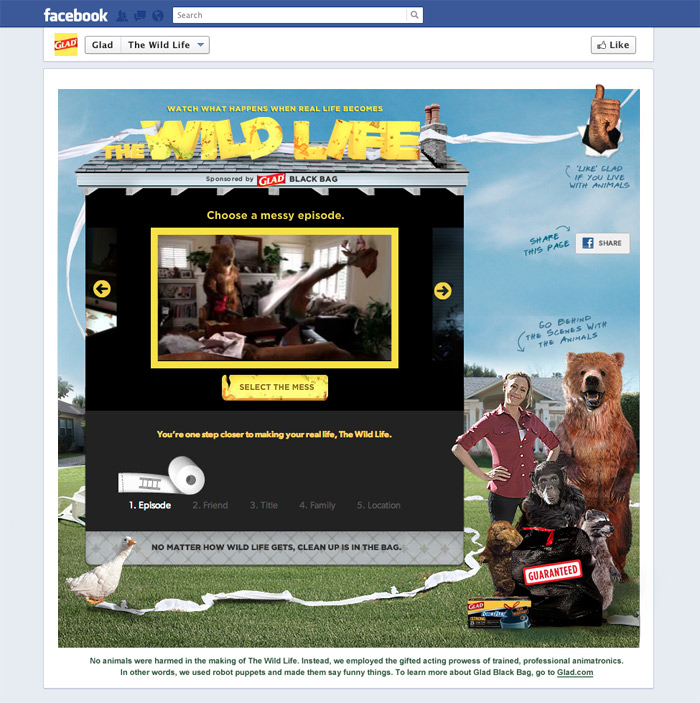 facebook
Search
GLAD
Glad
The Wild Life
Like
WATCH WHAT HAPPENS WHEN REAL LIFE BECOMES
THE WILD LIFE
Sponsored by GLAD BLACK BAG
'LIKE' GLAD
IF YOU LIVE
WITH ANIMALS
Choose a messy episode.
SHARE
THIS PAGE
SHARE
GO BEHIND
THE SCENES WITH
THE ANIMALS
SELECT THE MESS
You're one step closer to making your real life, The Wild Life.
1. Episode 2. Friend 3. Title 4. Family 5. Location
NO MATTER HOW WILD LIFE GETS, CLEAN UP IS IN THE BAG.
GUARANTEED
GLAD
STRONG
No animals were harmed in the making of The Wild Life. Instead, we employed the gifted acting prowess of trained, professional animatronics.
In other words, we used robot puppets and made them say funny things. To learn more about Glad Black Bag, go to Glad.com